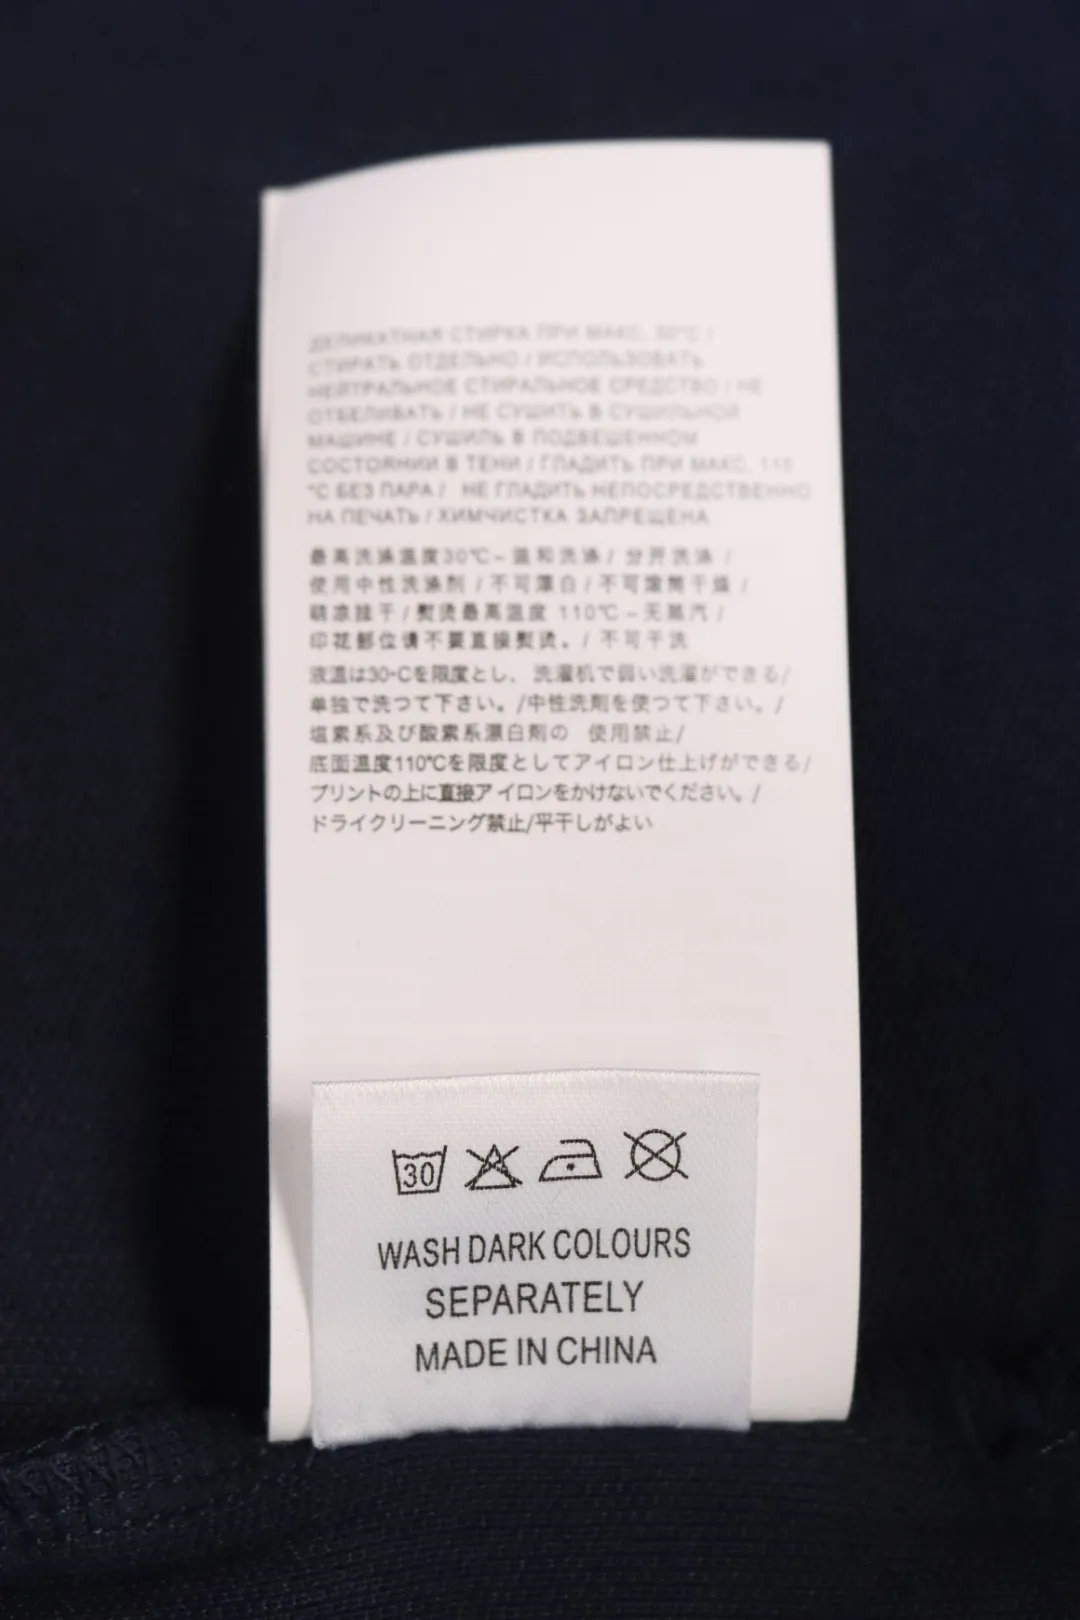 ДЕЛИКАТНАЯ СТИРКА ПРИ МАКС. 30°C /
СТИРАТЬ ОТДЕЛЬНО / ИСПОЛЬЗОВАТЬ
НЕЙТРАЛЬНОЕ СТИРАЛЬНОЕ СРЕДСТВО / НЕ
ОТБЕЛИВАТЬ / НЕ СУШИТЬ В СУШИЛЬНОЙ
МАШИНЕ / СУШИЛЬ В ПОДВЕШЕННОМ
СОСТОЯНИИ В ТЕНИ / ГЛАДИТЬ ПРИ МАКС. 110
°C БЕЗ ПАРА / НЕ ГЛАДИТЬ НЕПОСРЕДСТВЕННО
НА ПЕЧАТЬ / ХИМЧИСТКА ЗАПРЕЩЕНА
最高洗涤温度30℃-温和洗涤/ 分开洗涤 /
使用中性洗涤剂 / 不可漂白 / 不可滚筒干燥 /
晾挂干 / 熨烫最高温度 110℃-无蒸汽 /
印花部位请不要直接熨烫。/ 不可干洗
液温は30°Cを限度とし、洗濯机で弱い洗濯ができる/
单独で洗つて下さい。/中性洗剤を使つて下さい。/
塩素系及び酸素系漂白剤の 使用禁止/
底面温度110℃を限度としてアイロン仕上げができる/
プリントの上に直接ア イロンをかけないでください。/
ドライクリーニング禁止/平干しがよい
30
WASH DARK COLOURS
SEPARATELY
MADE IN CHINA